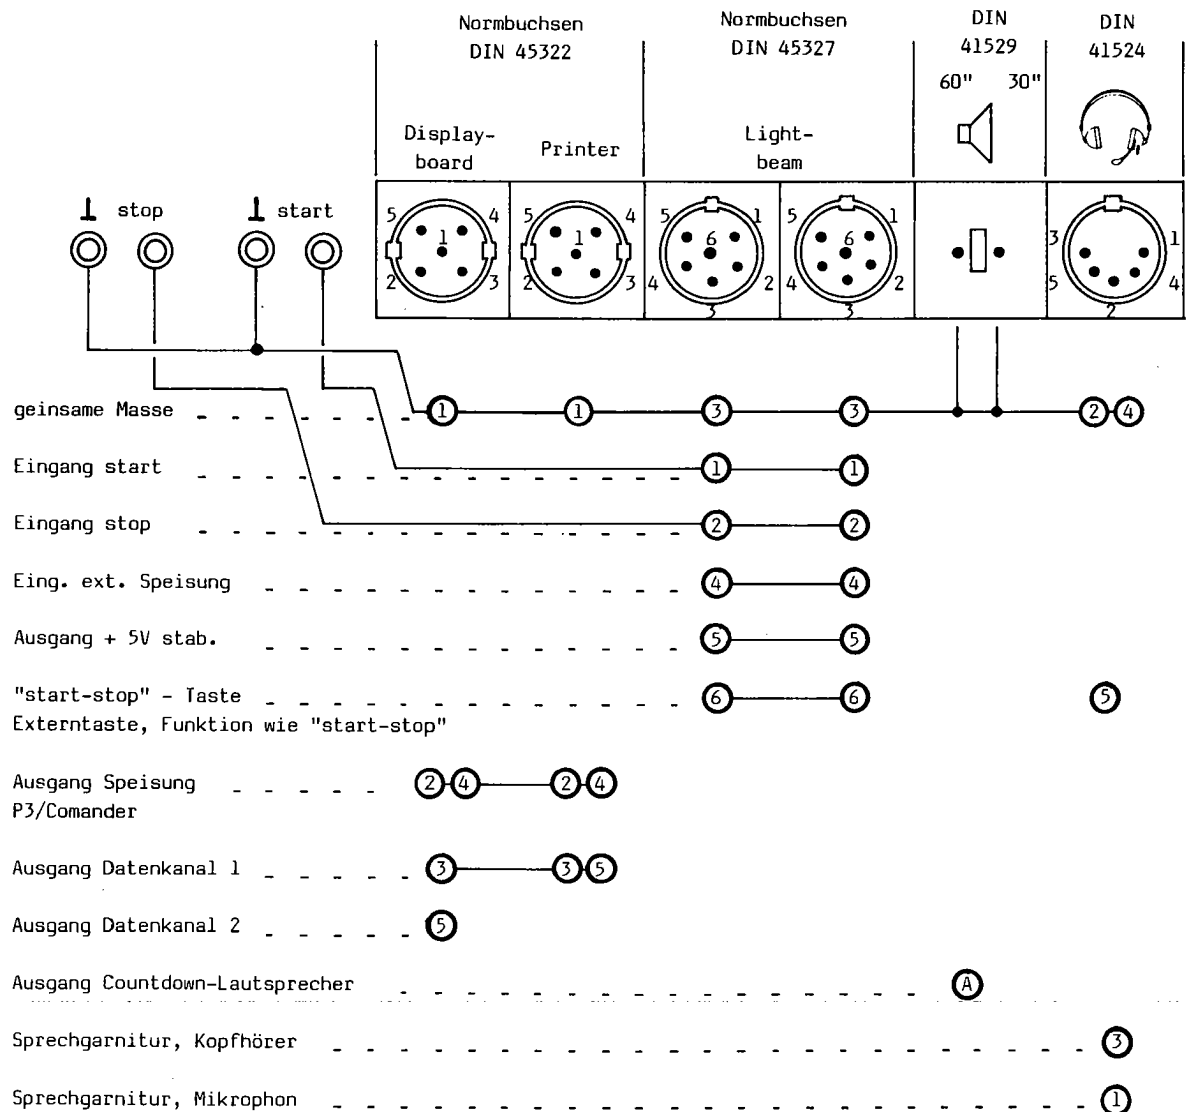 Normbuchsen
DIN 45322
Normbuchsen
DIN 45327
DIN
41529
DIN
41524
60" 30"
Display-
board
Printer
Light-
beam
stop
start
5 4
1
2 3
5 4
1
2 3
5 1
6
4 2
3
5 1
6
4 2
3
3 1
5 4
2
geinsame Masse 1 1 3 3 2 4
Eingang start 1 1
Eingang stop 2 2
Eing. ext. Speisung 4 4
Ausgang + 5V stab. 5 5
"start-stop" - Taste 6 6 5
Externtaste, Funktion wie "start-stop"
Ausgang Speisung 2 4 2 4
P3/Comander
Ausgang Datenkanal 1 3 3 5
Ausgang Datenkanal 2 5
Ausgang Countdown-Lautsprecher A
Sprechgarnitur, Kopfhörer 3
Sprechgarnitur, Mikrophon 1